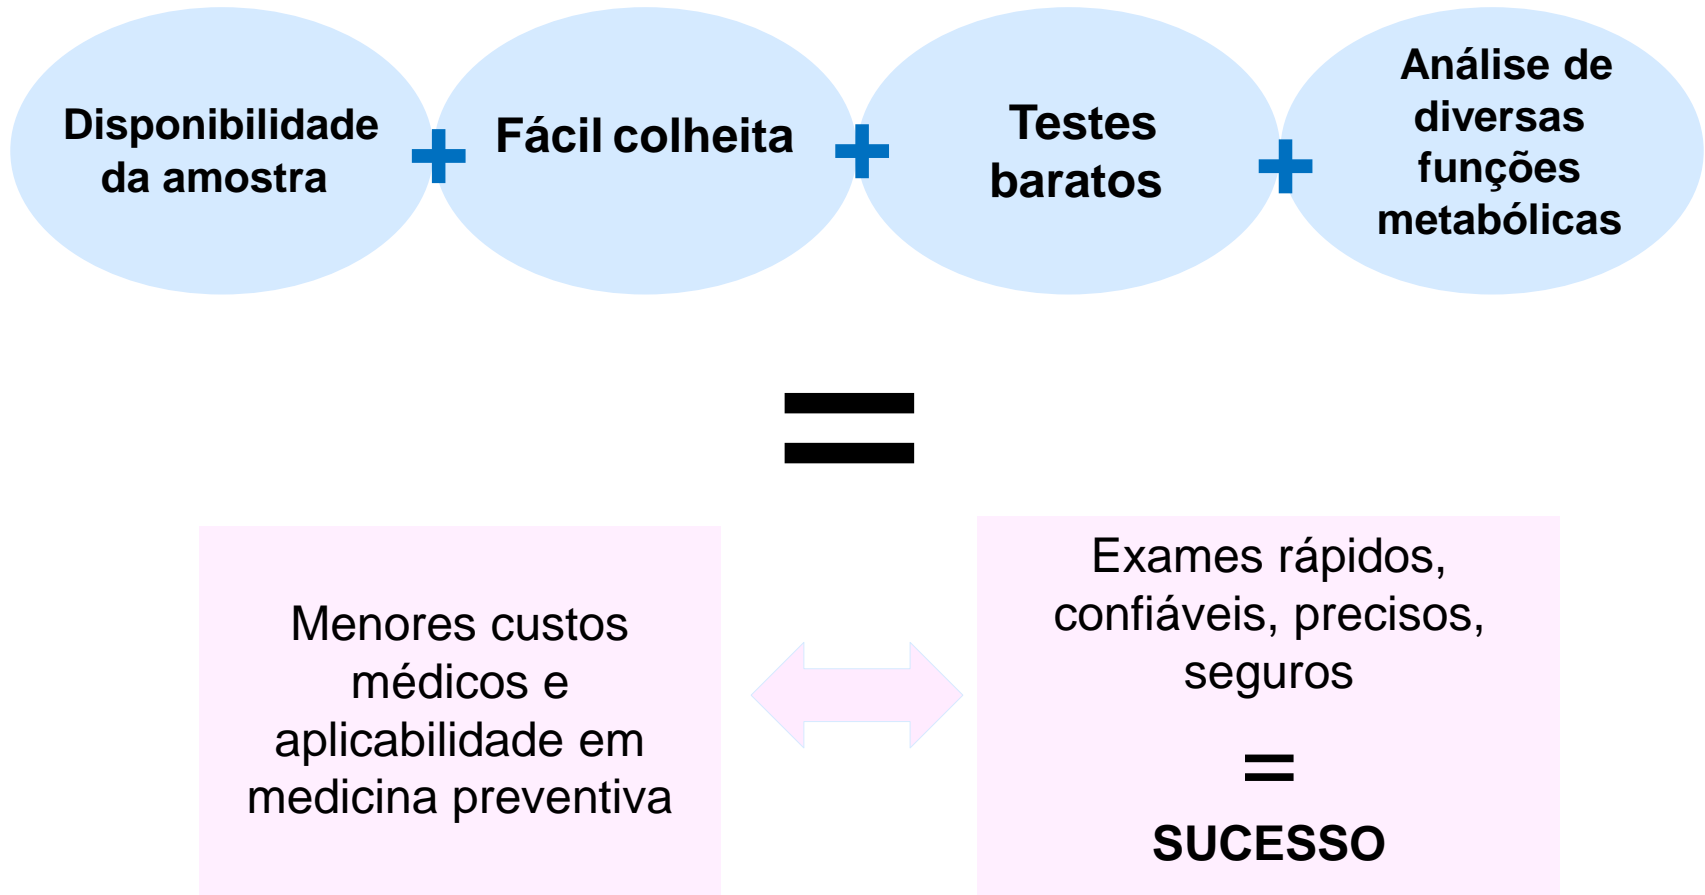 Disponibilidade
da amostra
+
Fácil colheita
+
Testes
baratos
+
Análise de
diversas
funções
metabólicas
=
Menores custos
médicos e
aplicabilidade em
medicina preventiva
Exames rápidos,
confiáveis, precisos,
seguros
=
SUCESSO